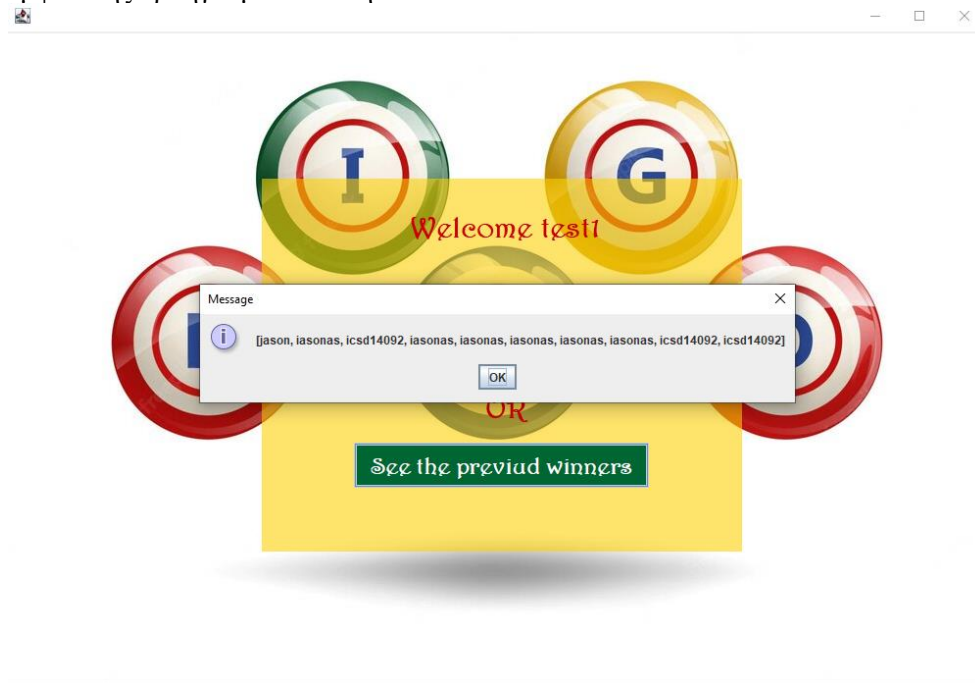 I
G
Welcome test1
Message
[jason, iasonas, icsd14092, iasonas, iasonas, iasonas, iasonas, iasonas, icsd14092, icsd14092]
OK
OR
See the previud winners